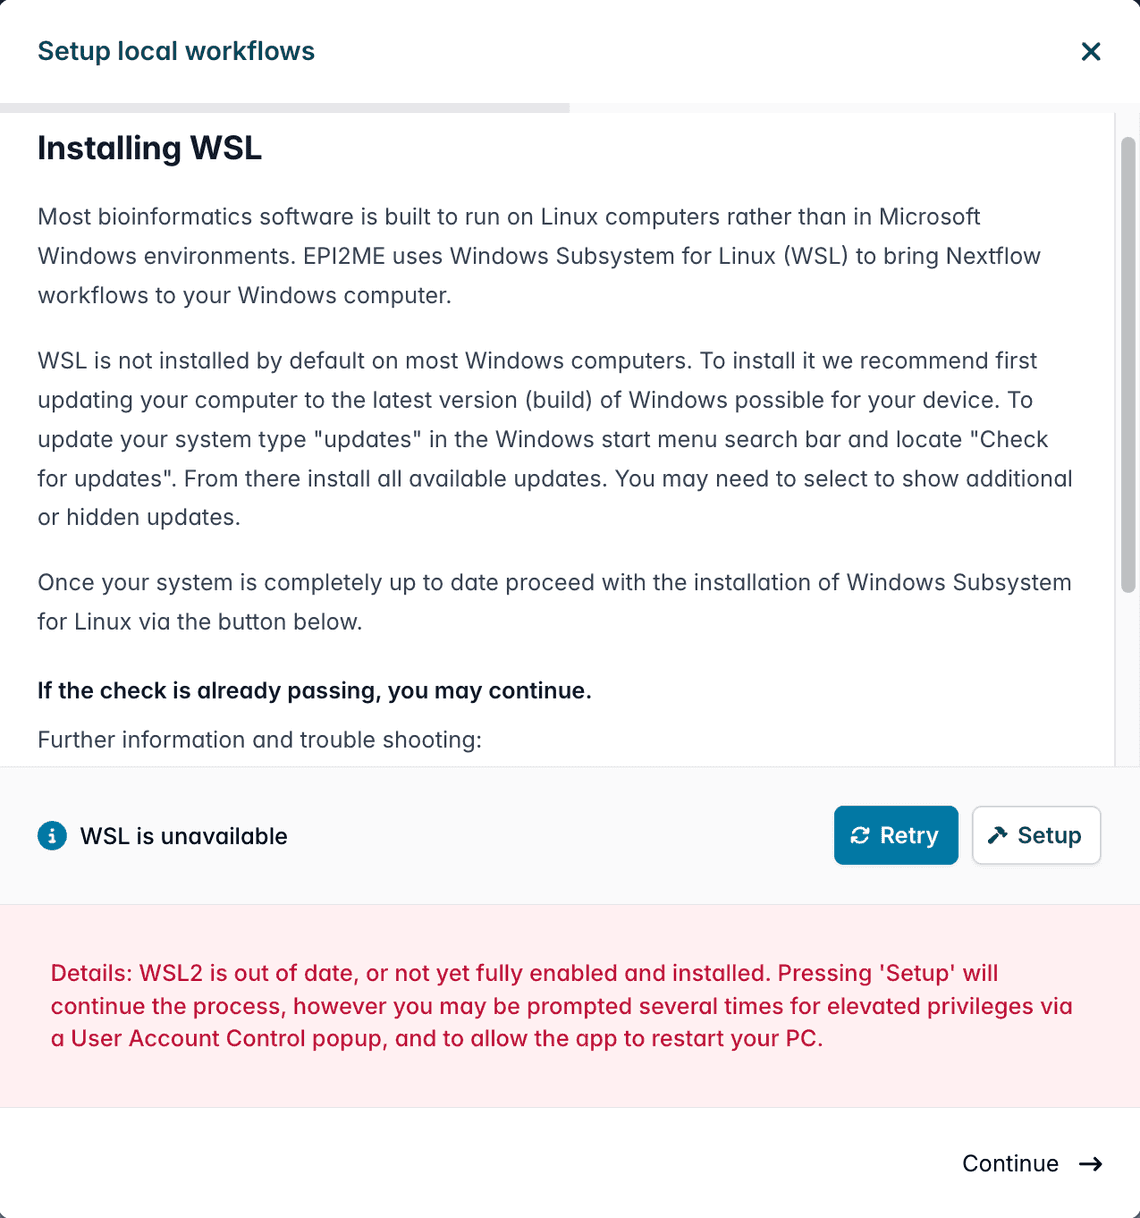 Setup local workflows
Installing WSL
Most bioinformatics software is built to run on Linux computers rather than in Microsoft
Windows environments. EPI2ME uses Windows Subsystem for Linux (WSL) to bring Nextflow
workflows to your Windows computer.
WSL is not installed by default on most Windows computers. To install it we recommend first
updating your computer to the latest version (build) of Windows possible for your device. To
update your system type "updates" in the Windows start menu search bar and locate "Check
for updates". From there install all available updates. You may need to select to show additional
or hidden updates.
Once your system is completely up to date proceed with the installation of Windows Subsystem
for Linux via the button below.
If the check is already passing, you may continue.
Further information and trouble shooting:
WSL is unavailable
Retry
Setup
Details: WSL2 is out of date, or not yet fully enabled and installed. Pressing 'Setup' will
continue the process, however you may be prompted several times for elevated privileges via
a User Account Control popup, and to allow the app to restart your PC.
Continue